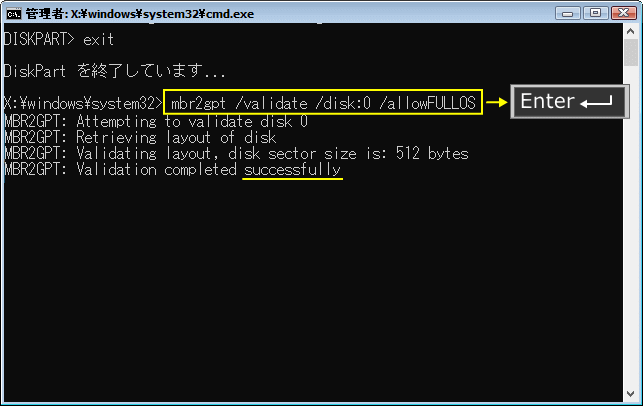 管理者: X:¥windows¥system32¥cmd.exe
DISKPART> exit
DiskPart を終了しています...
X:¥windows¥system32> mbr2gpt /validate /disk:0 /allowFULLOS
Enter
MBR2GPT: Attempting to validate disk 0
MBR2GPT: Retrieving layout of disk
MBR2GPT: Validating layout, disk sector size is: 512 bytes
MBR2GPT: Validation completed successfully